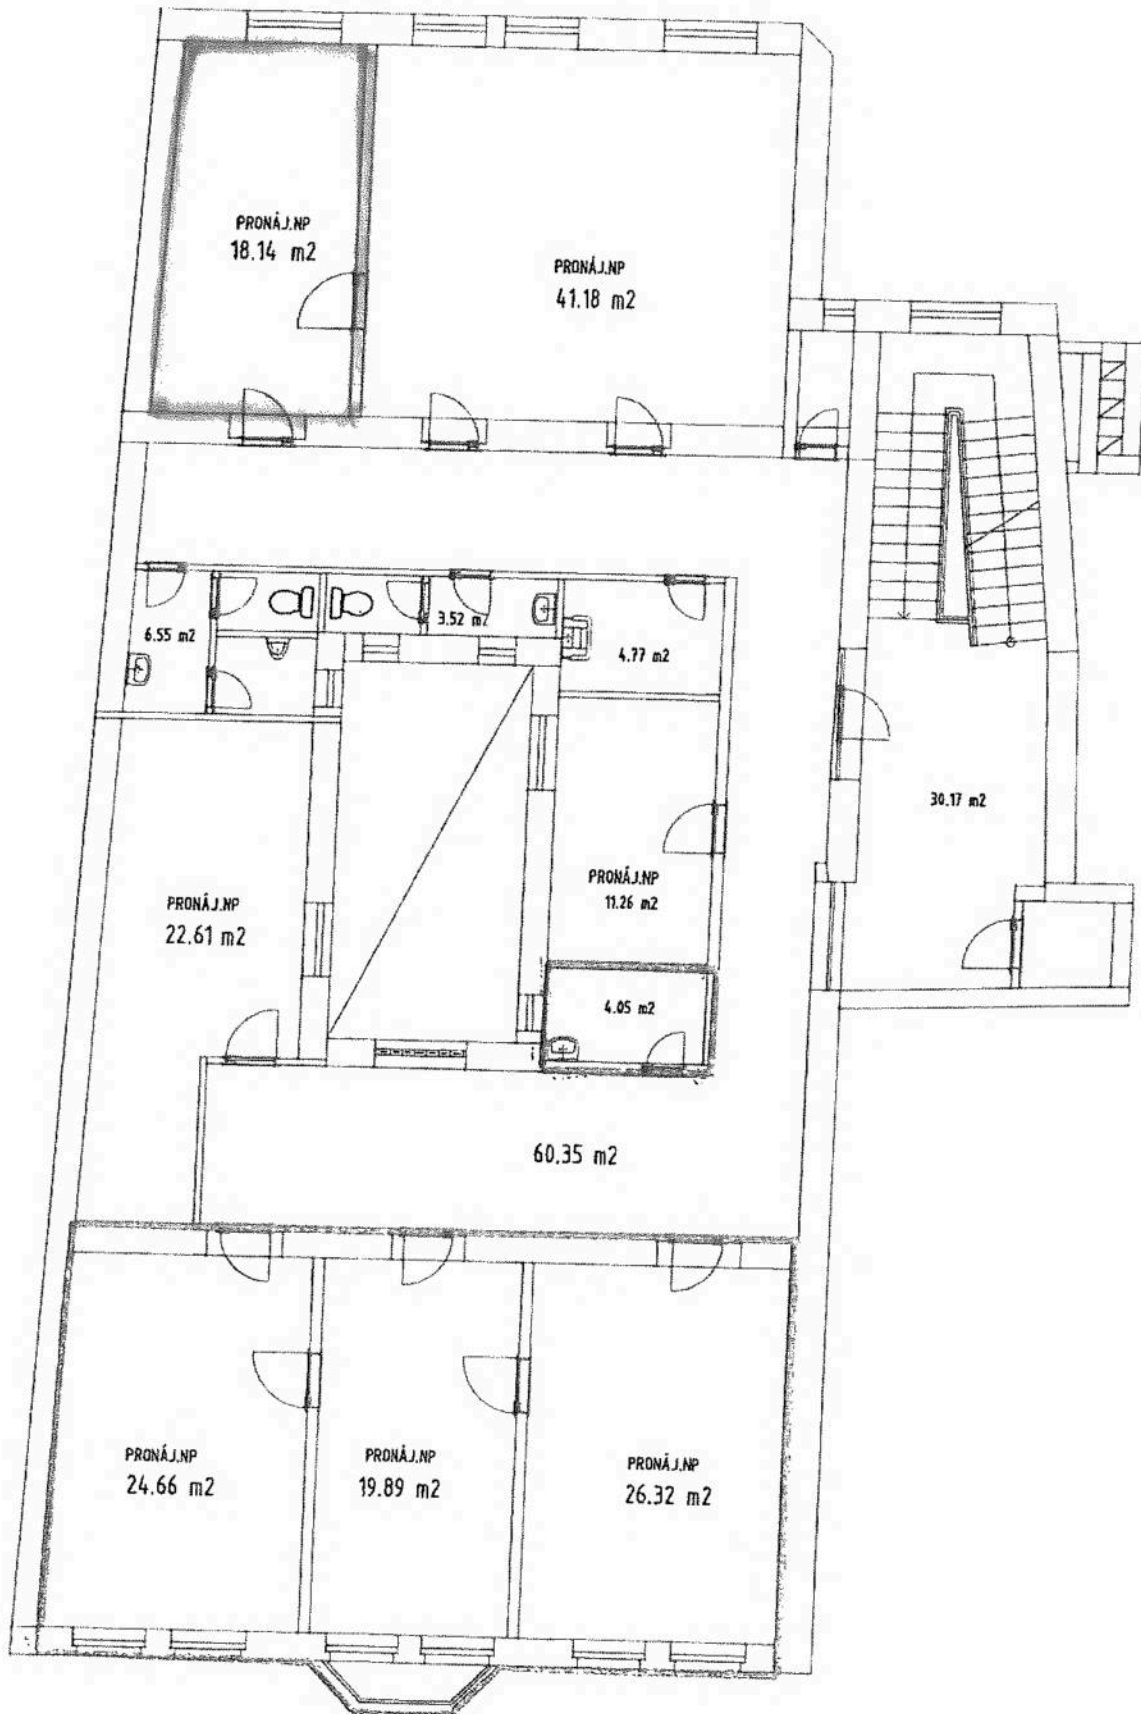 PRONÁJ.NP
18.14 m2
PRONÁJ.NP
41.18 m2
6.55 m2
3.52 m2
4.77 m2
30.17 m2
PRONÁJ.NP
11.26 m2
PRONÁJ.NP
22.61 m2
4.05 m2
60.35 m2
PRONÁJ.NP
24.66 m2
PRONÁJ.NP
19.89 m2
PRONÁJ.NP
26.32 m2